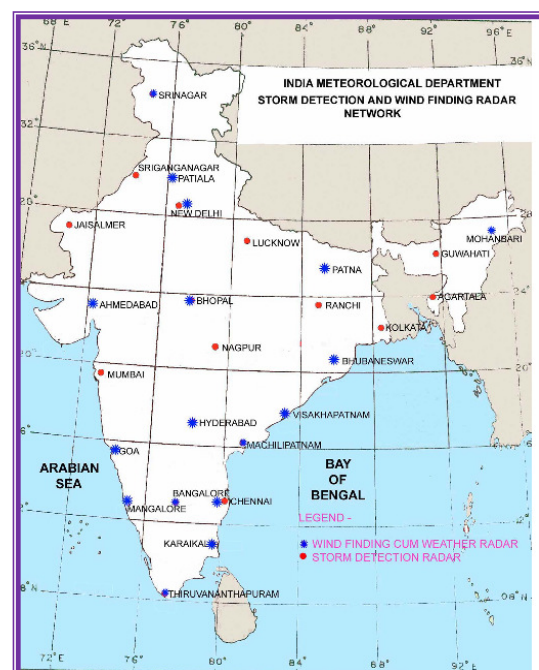 36° N
72° E
76°
80°
84°
88°
92°
96° E
36° N
INDIA METEOROLOGICAL DEPARTMENT
STORM DETECTION AND WIND FINDING RADAR
NETWORK
SRINAGAR
32°
32°
SRIGANGANAGAR
PATIALA
NEW DELHI
JAISALMER
LUCKNOW
MOHANBARI
GUWAHATI
PATNA
AHMEDABAD
BHOPAL
RANCHI
AGARTALA
24°
KOLKATA
NAGPUR
BHUBANESWAR
20°
20°
MUMBAI
HYDERABAD
VISAKHAPATNAM
MACHILIPATNAM
GOA
ARABIAN
SEA
BAY
OF
BENGAL
BANGALORE
CHENNAI
MANGALORE
LEGEND -
KARAIKAL
WIND FINDING CUM WEATHER RADAR
STORM DETECTION RADAR
THIRUVANANTHAPURAM
08°
72° E
76°
80°
84°
88°
92°